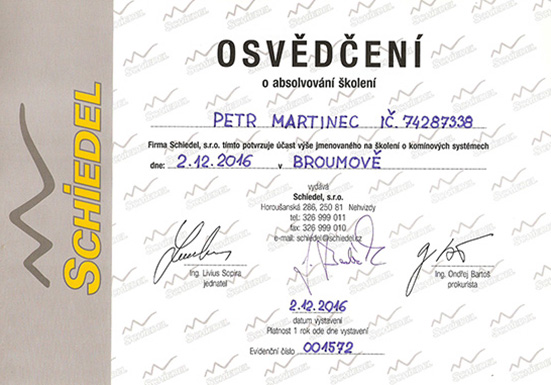 SCHIEDEL
OSVĚDČENÍ
o absolvování školení
PETR MARTINEC IČ. 74287338
Firma Schiedel, s.r.o. tímto potvrzuje účast výše jmenovaného na školení o komínových systémech
dne: 2.12.2016 v BROUMOVĚ
vydává
Schiedel, s.r.o.
Horoušanská 286, 250 81 Nehvizdy
tel: 326 999 011
fax: 326 999 010
e-mail: schiedel@schiedel.cz
Ing. Livius Sopira
jednatel
Ing. Ondřej Bartoš
prokurista
2.12.2016
datum vystavení
Platnost 1 rok ode dne vystavení
Evidenční číslo 001572